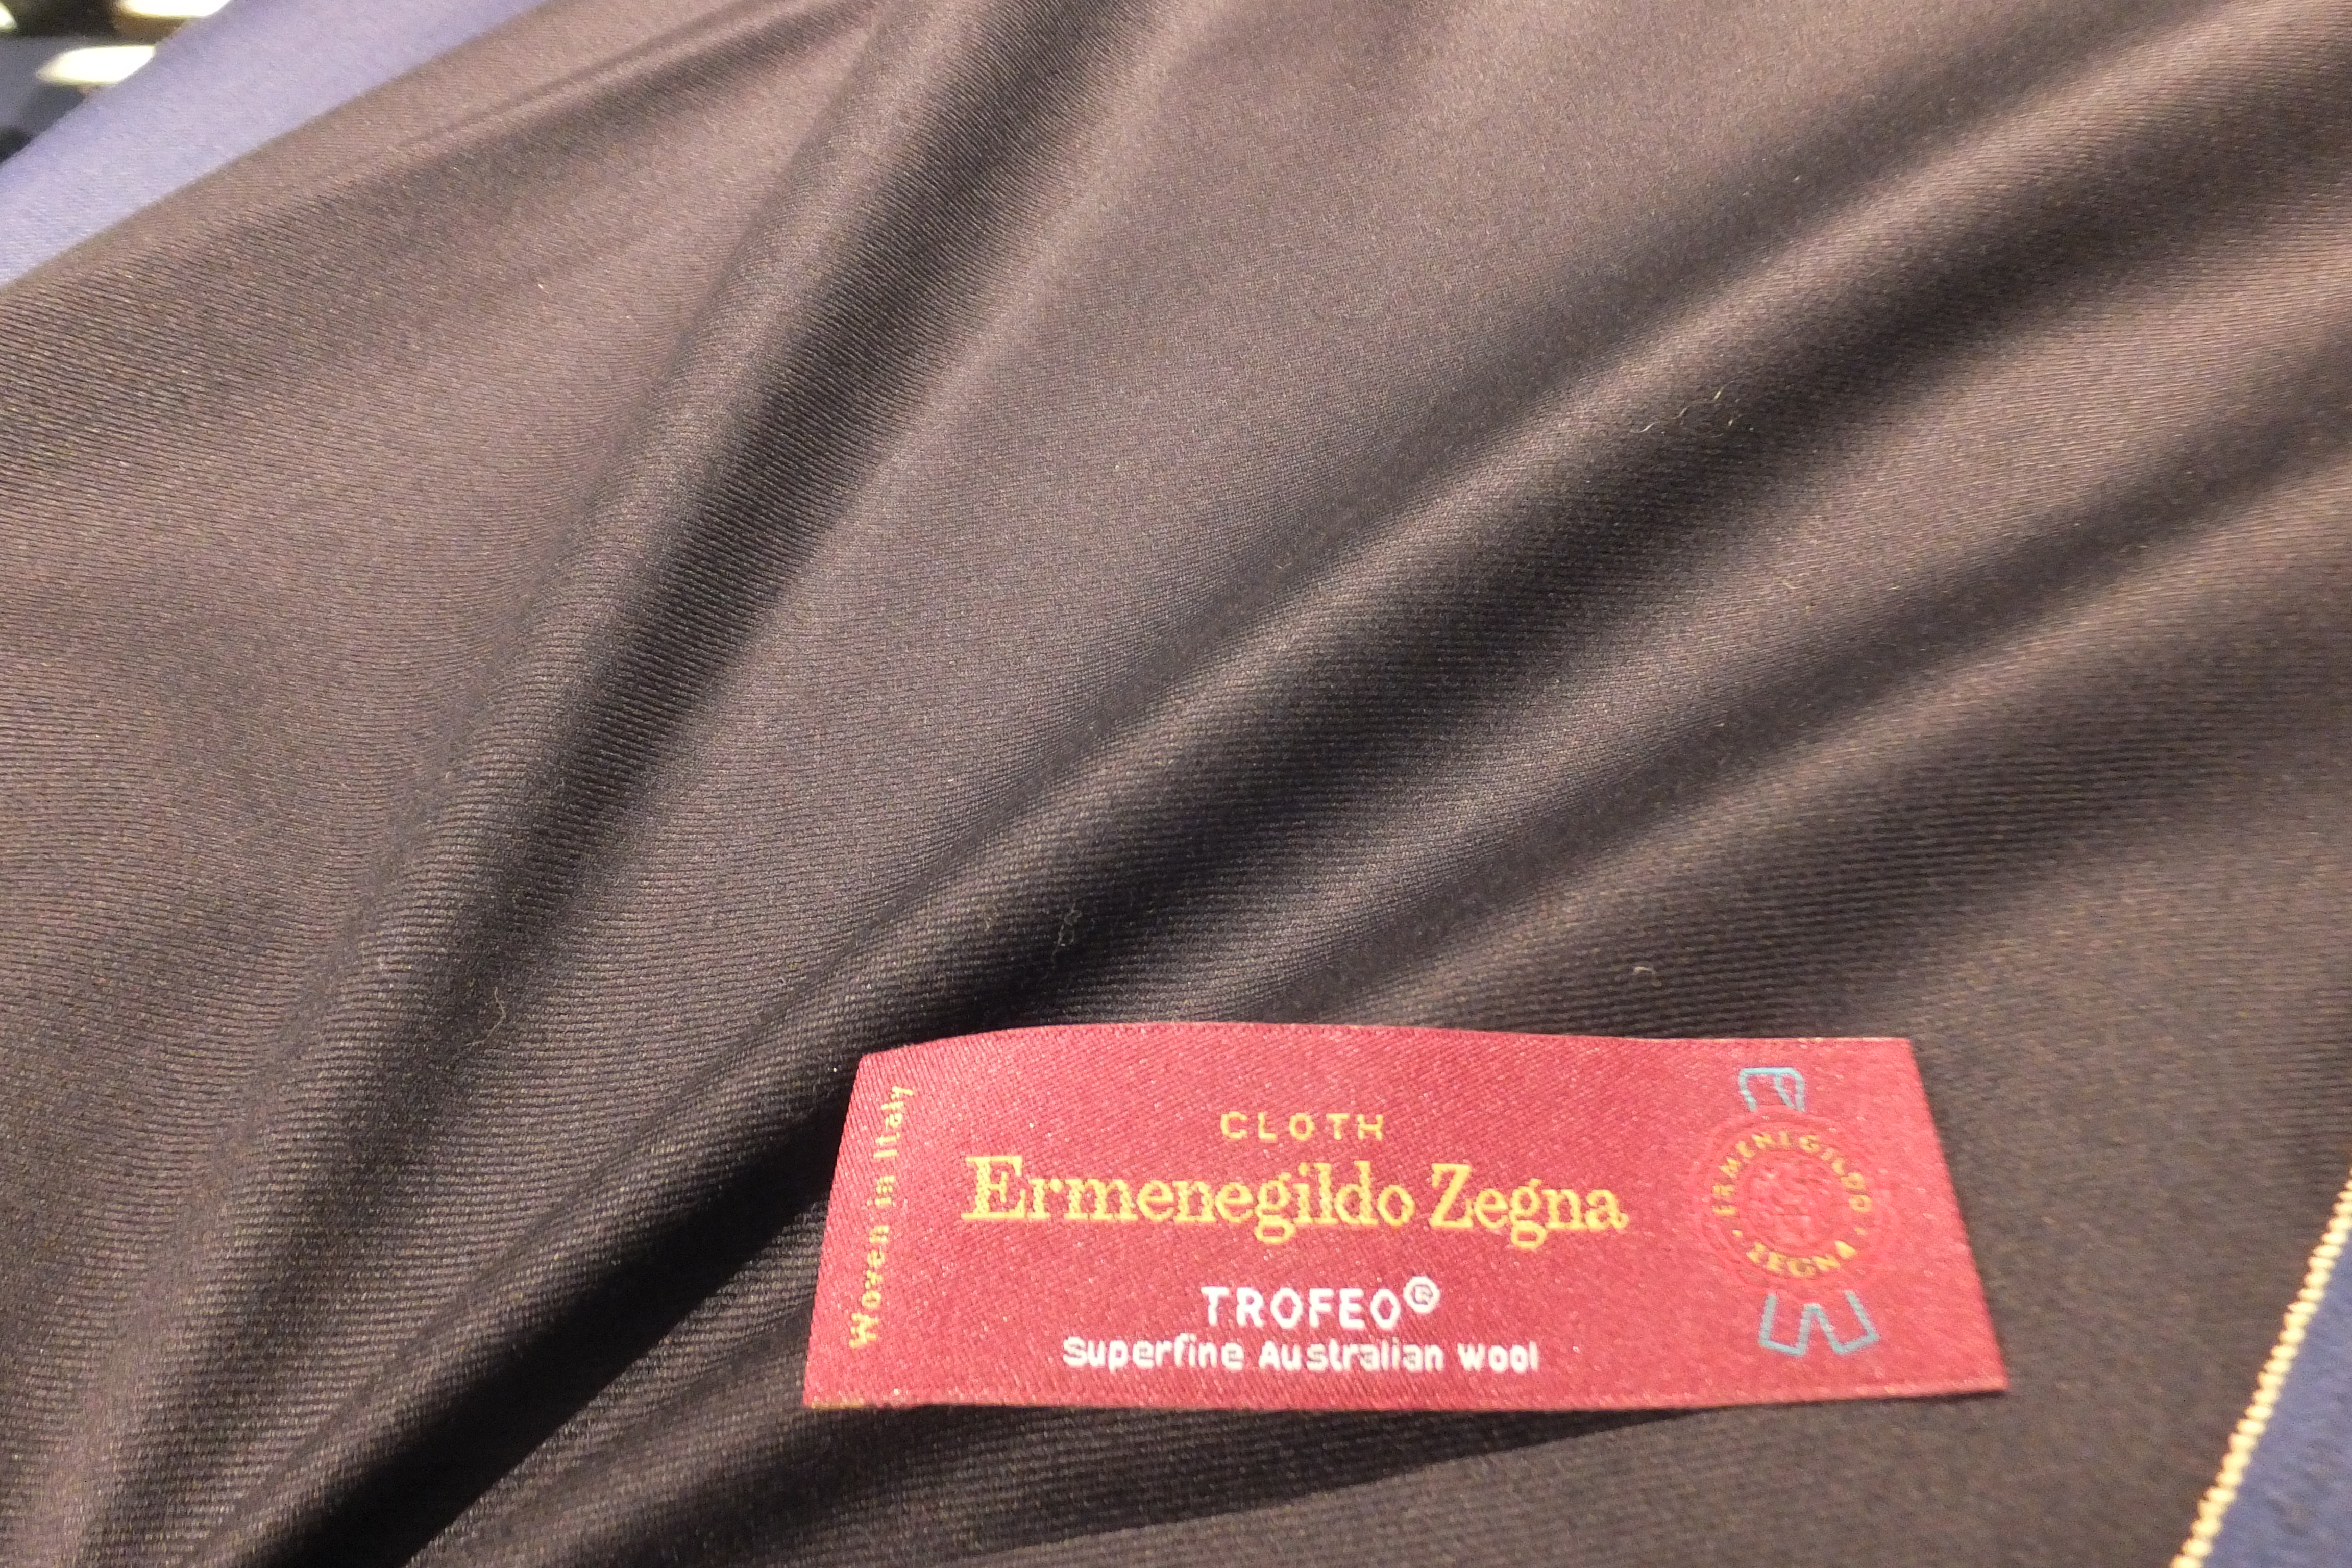 Woven in Italy
CLOTH
Ermenegildo Zegna
TROFEO®
Superfine Australian Wool
ERMENEGILDO
· ZEGNA ·